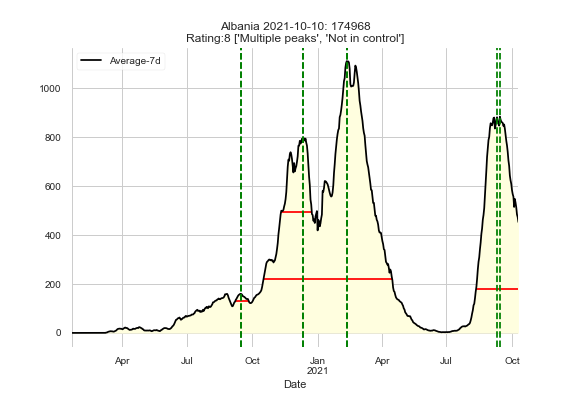 Albania 2021-10-10: 174968
Rating:8 ['Multiple peaks', 'Not in control']
Average-7d
1000
800
600
400
200
0
Apr Jul Oct Jan Apr Jul Oct
2021
Date